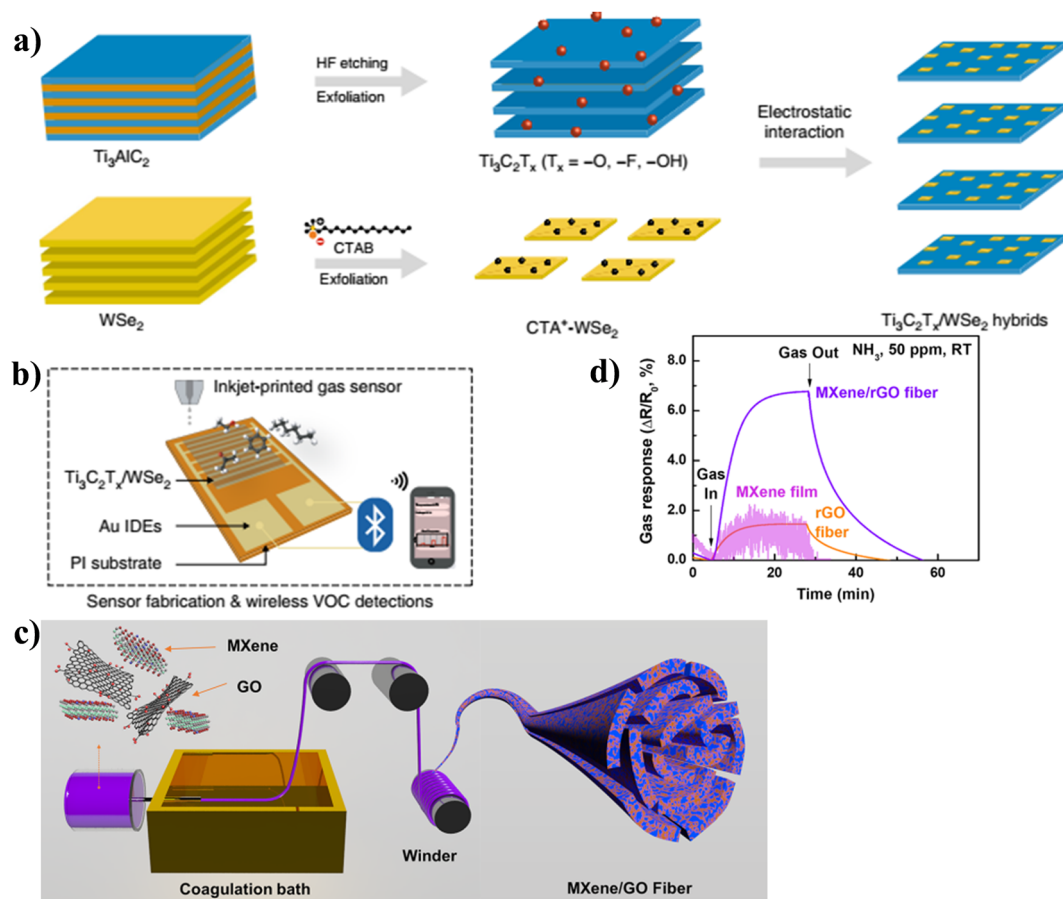 a)
HF etching
Exfoliation
Ti₃AlC₂
Ti₃C₂Tₓ (Tₓ = –O, –F, –OH)
Electrostatic
interaction
CTAB
Exfoliation
WSe₂
CTA⁺-WSe₂
Ti₃C₂Tₓ/WSe₂ hybrids
b)
Inkjet-printed gas sensor
Ti₃C₂Tₓ/WSe₂
Au IDEs
PI substrate
Sensor fabrication & wireless VOC detections
d)
Gas response (ΔR/R₀, %)
8.0
6.0
4.0
2.0
0.0
Gas Out
NH₃, 50 ppm, RT
MXene/rGO fiber
Gas
In
MXene film
rGO
fiber
0
20
40
60
Time (min)
c)
MXene
GO
Coagulation bath
Winder
MXene/GO Fiber